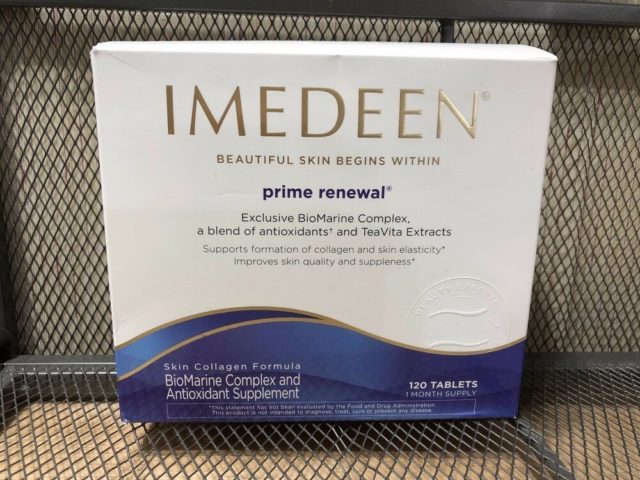 IMEDEEN®
BEAUTIFUL SKIN BEGINS WITHIN
prime renewal®
Exclusive BioMarine Complex,
a blend of antioxidants† and TeaVita Extracts
Supports formation of collagen and skin elasticity*
Improves skin quality and suppleness*
Skin Collagen Formula
BioMarine Complex and
Antioxidant Supplement
120 TABLETS
1 MONTH SUPPLY
*This statement has not been evaluated by the Food and Drug Administration.
This product is not intended to diagnose, treat, cure or prevent any disease.